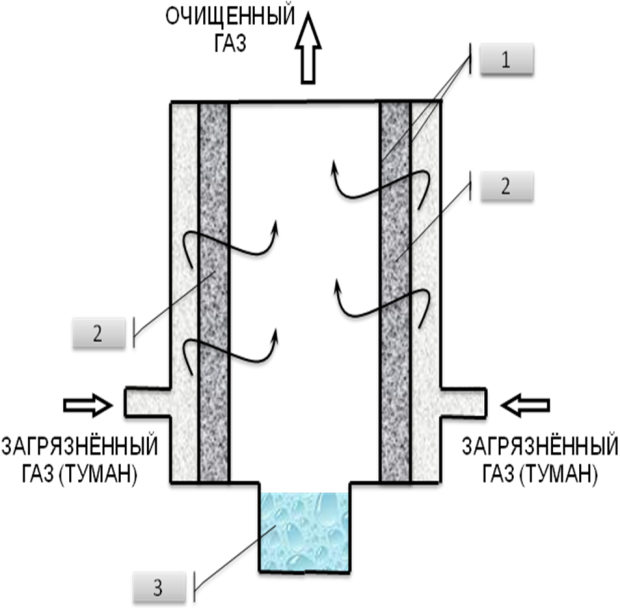 ОЧИЩЕННЫЙ
ГАЗ
1
2
2
ЗАГРЯЗНЁННЫЙ
ГАЗ (ТУМАН)
ЗАГРЯЗНЁННЫЙ
ГАЗ (ТУМАН)
3